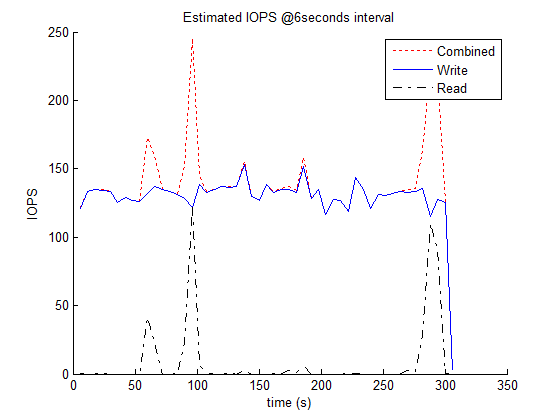 Estimated IOPS @6seconds interval
250
200
150
100
50
0
IOPS
Combined
Write
Read
0
50
100
150
200
250
300
350
time (s)